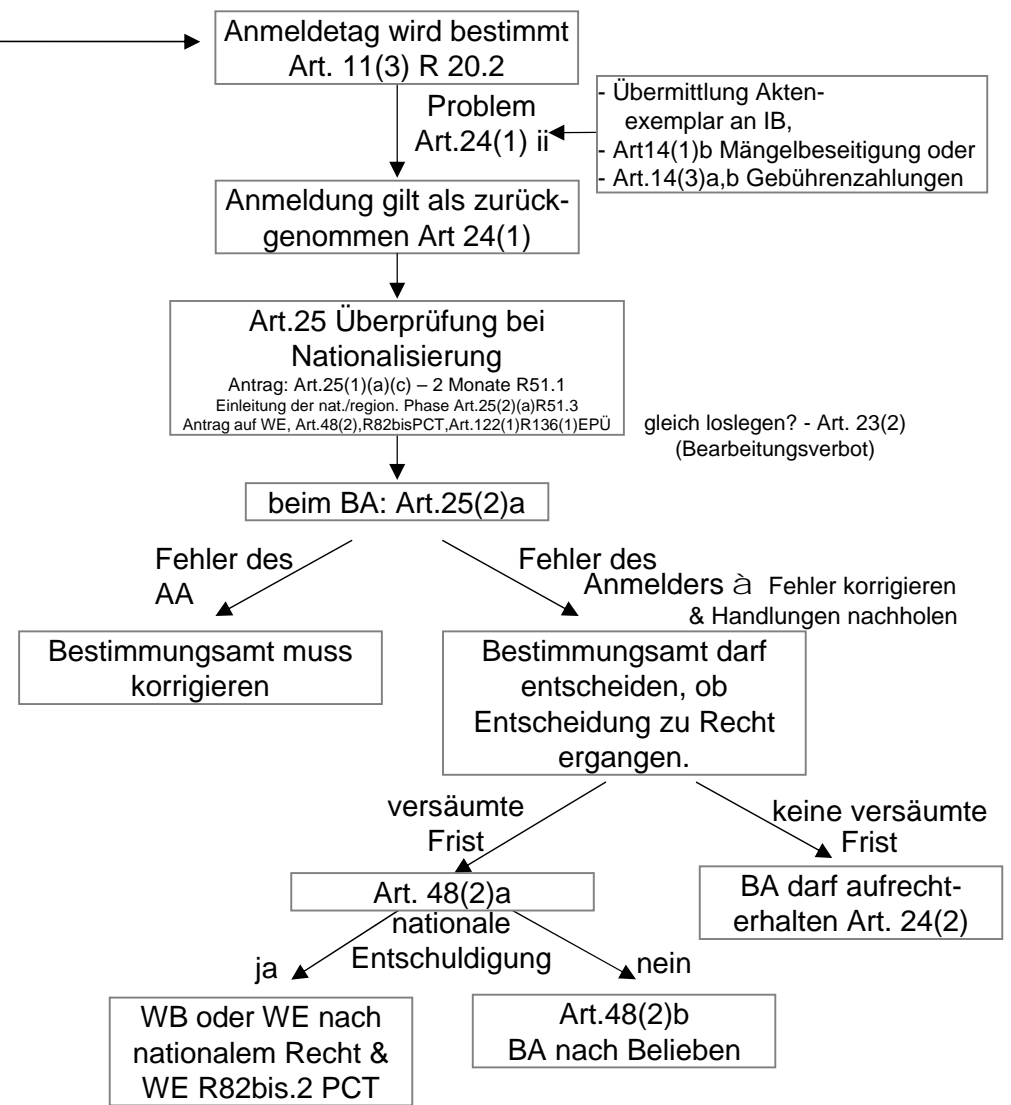 Anmeldetag wird bestimmt
Art. 11(3) R 20.2
Problem
Art.24(1) ii
- Übermittlung Akten-
exemplar an IB,
- Art14(1)b Mängelbeseitigung oder
- Art.14(3)a,b Gebührenzahlungen
Anmeldung gilt als zurück-
genommen Art 24(1)
Art.25 Überprüfung bei
Nationalisierung
Antrag: Art.25(1)(a)(c) – 2 Monate R51.1
Einleitung der nat./region. Phase Art.25(2)(a)R51.3
Antrag auf WE, Art.48(2),R82bisPCT,Art.122(1)R136(1)EPÜ
gleich loslegen? - Art. 23(2)
(Bearbeitungsverbot)
beim BA: Art.25(2)a
Fehler des
AA
Fehler des
Anmelders à Fehler korrigieren
& Handlungen nachholen
Bestimmungsamt muss
korrigieren
Bestimmungsamt darf
entscheiden, ob
Entscheidung zu Recht
ergangen.
versäumte
Frist
keine versäumte
Frist
Art. 48(2)a
BA darf aufrecht-
erhalten Art. 24(2)
nationale
Entschuldigung
ja
nein
WB oder WE nach
nationalem Recht &
WE R82bis.2 PCT
Art.48(2)b
BA nach Belieben